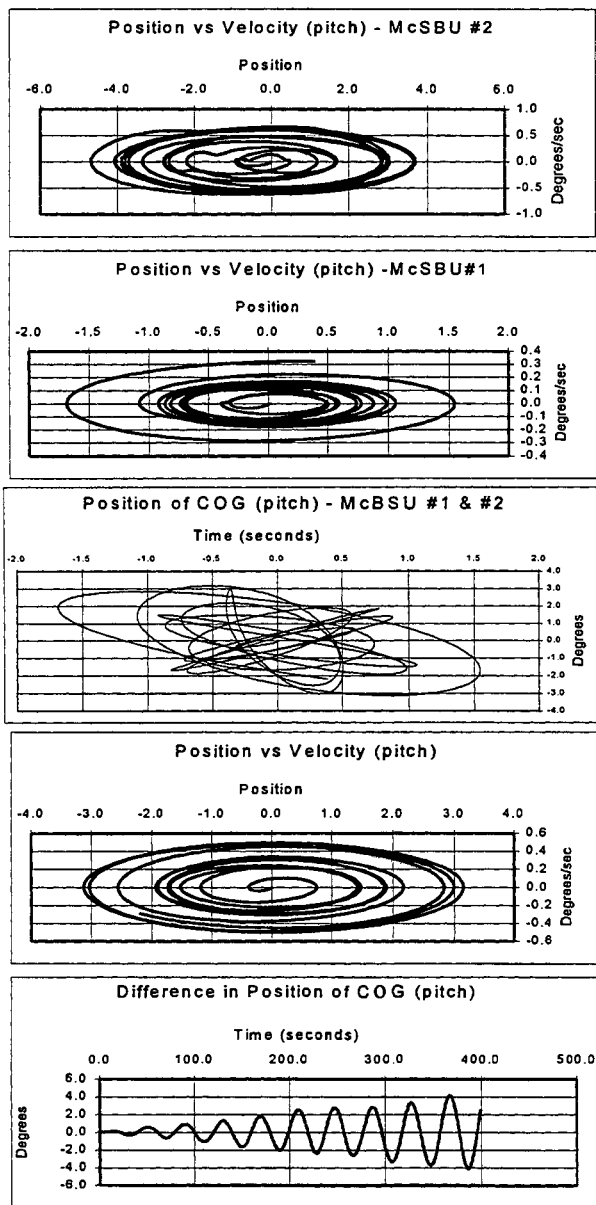 Position vs Velocity (pitch) - McSBU #2
Position
-6.0 -4.0 -2.0 0.0 2.0 4.0 6.0
1.0
0.5
0.0
-0.5
-1.0
Degrees/sec
Position vs Velocity (pitch) -McSBU#1
Position
-2.0 -1.5 -1.0 -0.5 0.0 0.5 1.0 1.5 2.0
0.4
0.3
0.2
0.1
0.0
-0.1
-0.2
-0.3
-0.4
Degrees/sec
Position of COG (pitch) - McBSU #1 & #2
Time (seconds)
-2.0 -1.5 -1.0 -0.5 0.0 0.5 1.0 1.5 2.0
4.0
3.0
2.0
1.0
0.0
-1.0
-2.0
-3.0
-4.0
Degrees
Position vs Velocity (pitch)
Position
-4.0 -3.0 -2.0 -1.0 0.0 1.0 2.0 3.0 4.0
0.6
0.4
0.2
0.0
-0.2
-0.4
-0.6
Degrees/sec
Difference in Position of COG (pitch)
Time (seconds)
0.0 100.0 200.0 300.0 400.0 500.0
6.0
4.0
2.0
0.0
-2.0
-4.0
-6.0
Degrees